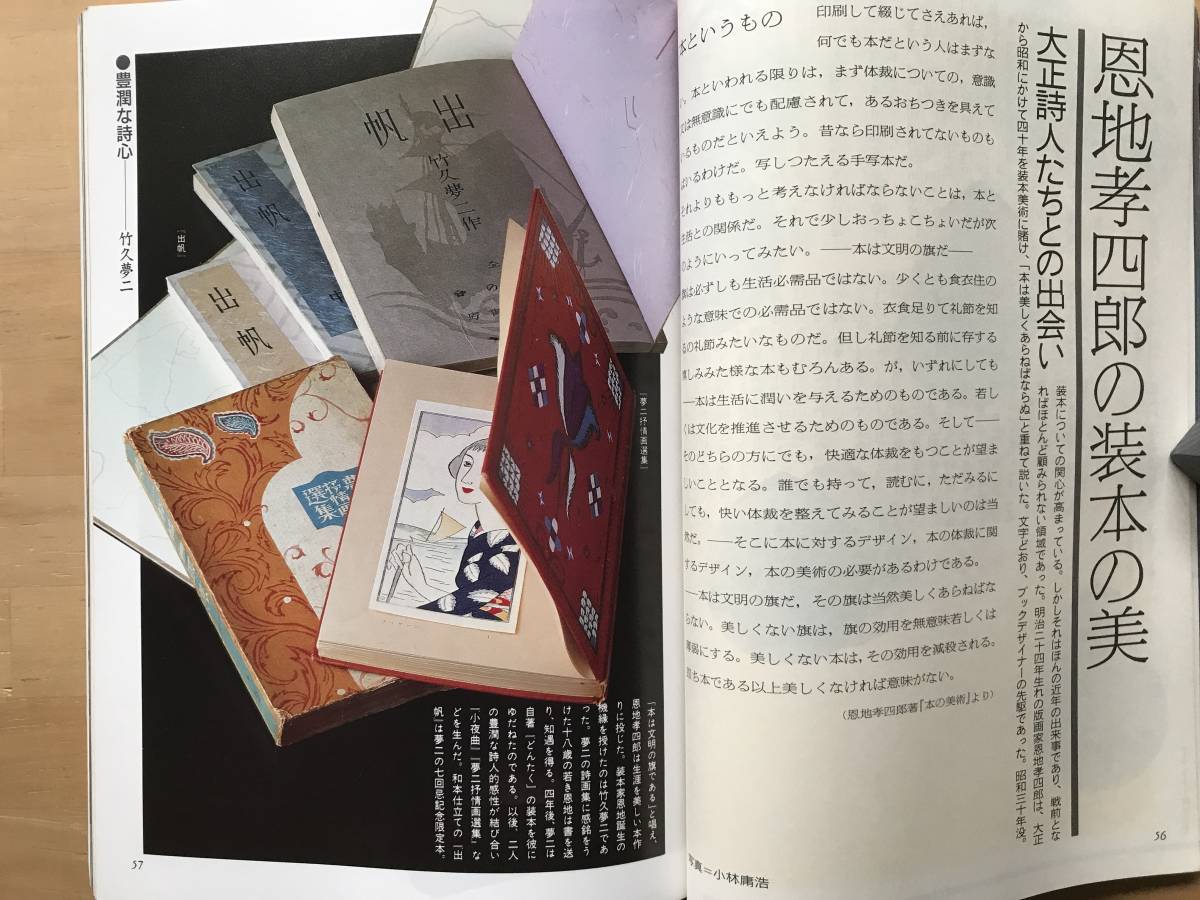 恩地孝四郎の装本の美
大正詩人たちとの出会い
装本についての関心が高まっている。しかしそれはほんの近年の出来事であり、戦前とな
ればほとんど顧みられない領域であった。明治二十四年生れの版画家恩地孝四郎は、大正
から昭和にかけて四十年を装本美術に賭け、「本は美しくあらねばならぬ」と重ねて説いた。文字どおり、ブックデザイナーの先駆であった。昭和三十年没。
本というもの
印刷して綴じてさえあれば，
何でも本だという人はまずな
い。本といわれる限りは，まず体裁についての，意識
又は無意識にでも配慮されて，あるおちつきを具えて
いるものだといえよう。昔なら印刷されてないものも
はいるわけだ。写しつたえる手写本だ。
それよりももっと考えなければならないことは，本と
生活との関係だ。それで少しおっちょこちょいだが次
のようにいってみたい。――本は文明の旗だ――
旗は必ずしも生活必需品ではない。少くとも食衣住の
ような意味での必需品ではない。衣食足りて礼節を知
るの礼節みたいなものだ。但し礼節を知る前に存する
楽しみみた様な本もむろんある。が，いずれにしても
―本は生活に潤いを与えるためのものである。若し
くは文化を推進させるためのものである。そして――
そのどちらの方にでも，快適な体裁をもつことが望ま
しいこととなる。誰でも持って，読むに，ただみるに
しても，快い体裁を整えてみることが望ましいのは当
然だ。――そこに本に対するデザイン，本の体裁に関
するデザイン，本の美術の必要があるわけである。
―本は文明の旗だ，その旗は当然美しくあらねばな
らない。美しくない旗は，旗の効用を無意味若しくは
薄弱にする。美しくない本は，その効用を減殺される。
即ち本である以上美しくなければ意味がない。
（恩地孝四郎著『本の美術』より）
写真＝小林庸浩
56
●豊潤な詩心――竹久夢二
『出帆』
出帆
竹久夢二作
出帆
出帆
『夢二抒情画選集』
夢二
抒情画
選集
「本は文明の旗である」と唱え、
恩地孝四郎は生涯を美しい本作
りに投じた。装本家恩地誕生の
機縁を授けたのは竹久夢二であ
った。夢二の詩画集に感銘をう
けた十八歳の若き恩地は書を送
り、知遇を得る。四年後、夢二は
自著『どんたく』の装本を彼に
ゆだねたのである。以後、二人
の豊潤な詩人的感性が結び合い
『小夜曲』『夢二抒情画選集』な
どを生んだ。和本仕立ての『出
帆』は夢二の七回忌記念限定本。
57